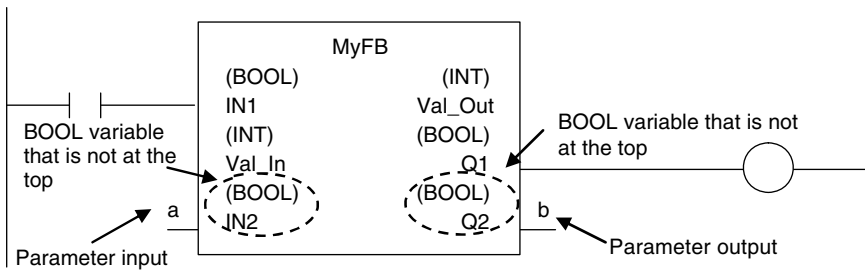 MyFB
(BOOL)
IN1
(INT)
Val_In
(BOOL)
IN2
(INT)
Val_Out
(BOOL)
Q1
(BOOL)
Q2
BOOL variable
that is not at the
top
BOOL variable that is not
at the top
a
b
Parameter input
Parameter output